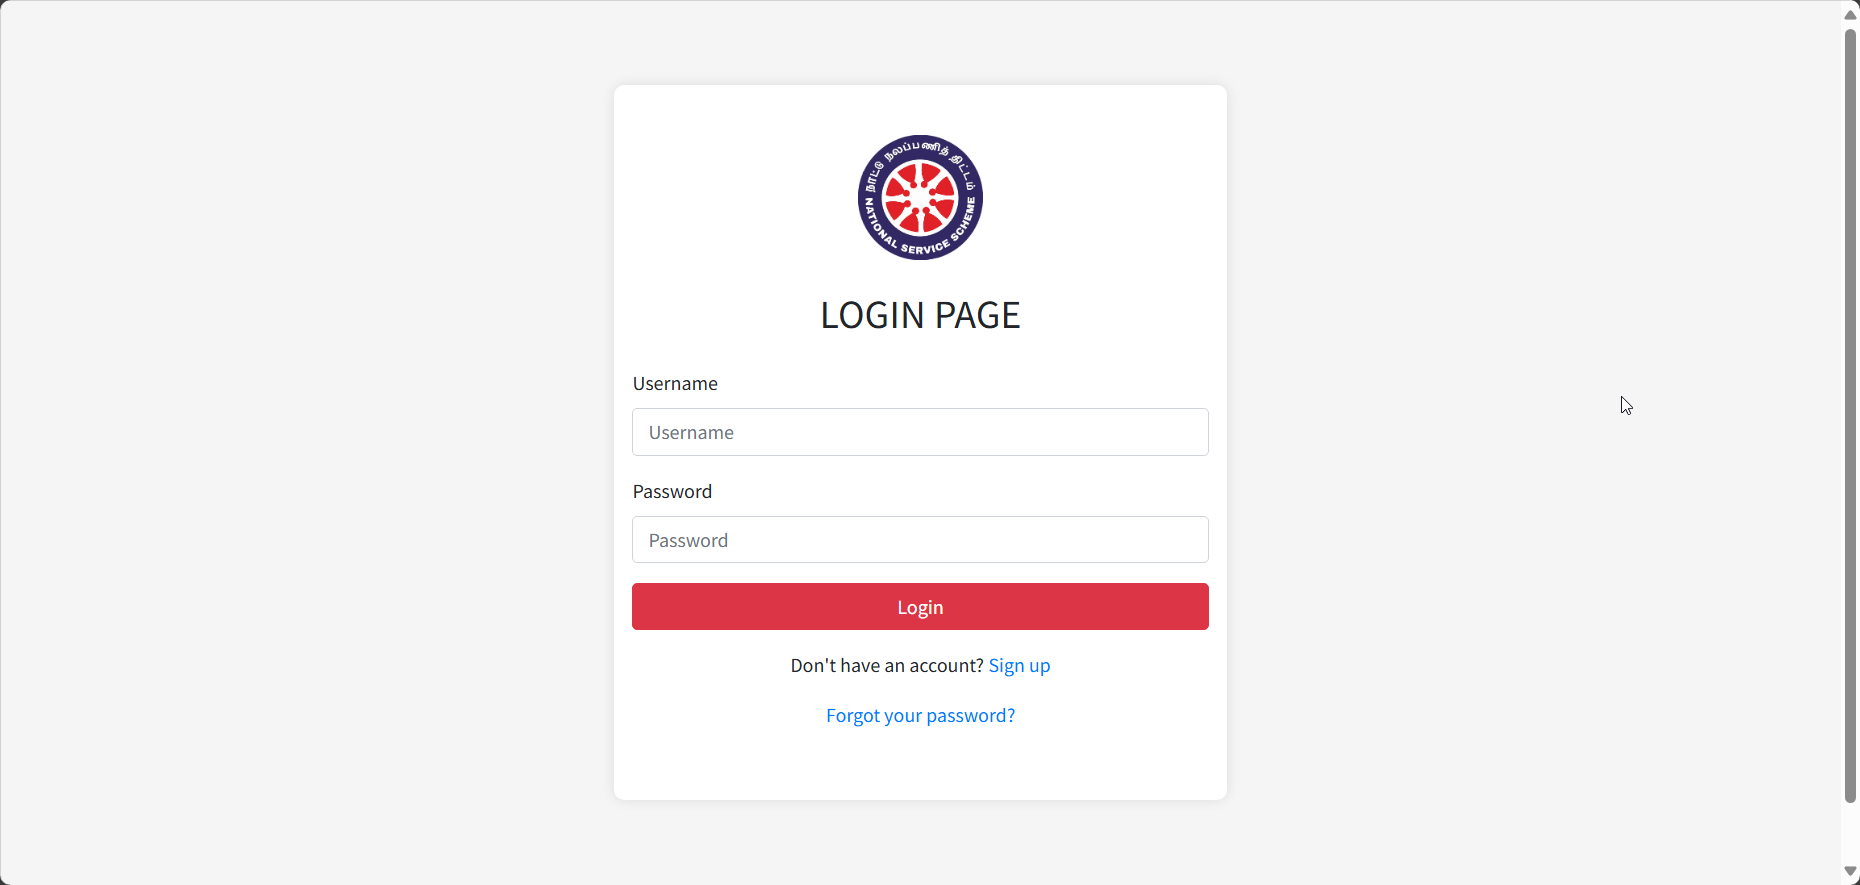 நாட்டு நலப்பணித் திட்டம்
NATIONAL SERVICE SCHEME
LOGIN PAGE
Username
Username
Password
Password
Login
Don't have an account? Sign up
Forgot your password?